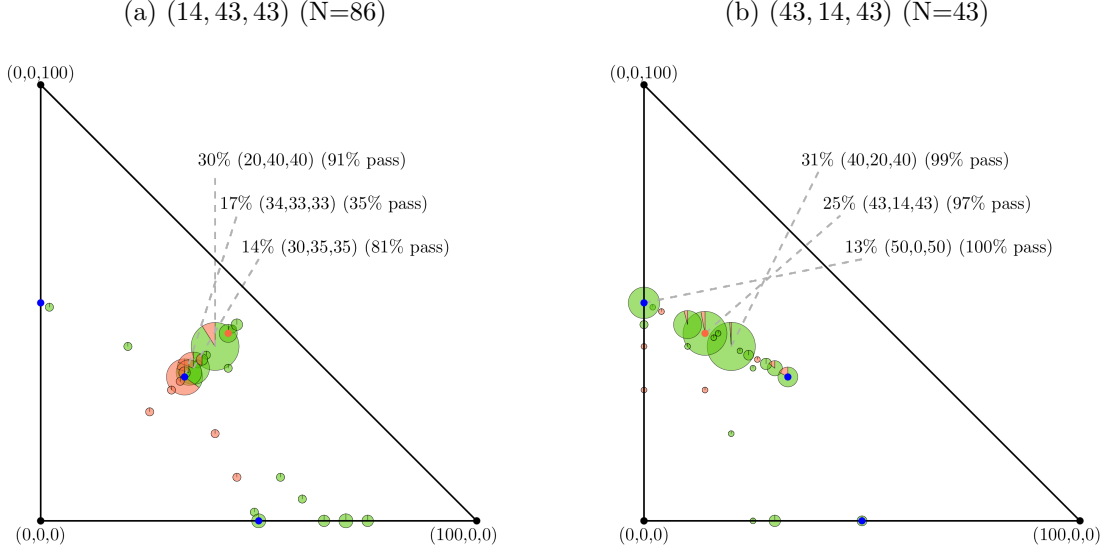 (a) (14, 43, 43) (N=86)
(0,0,100)
30% (20,40,40) (91% pass)
17% (34,33,33) (35% pass)
14% (30,35,35) (81% pass)
(0,0,0)
(100,0,0)
(b) (43, 14, 43) (N=43)
(0,0,100)
31% (40,20,40) (99% pass)
25% (43,14,43) (97% pass)
13% (50,0,50) (100% pass)
(0,0,0)
(100,0,0)